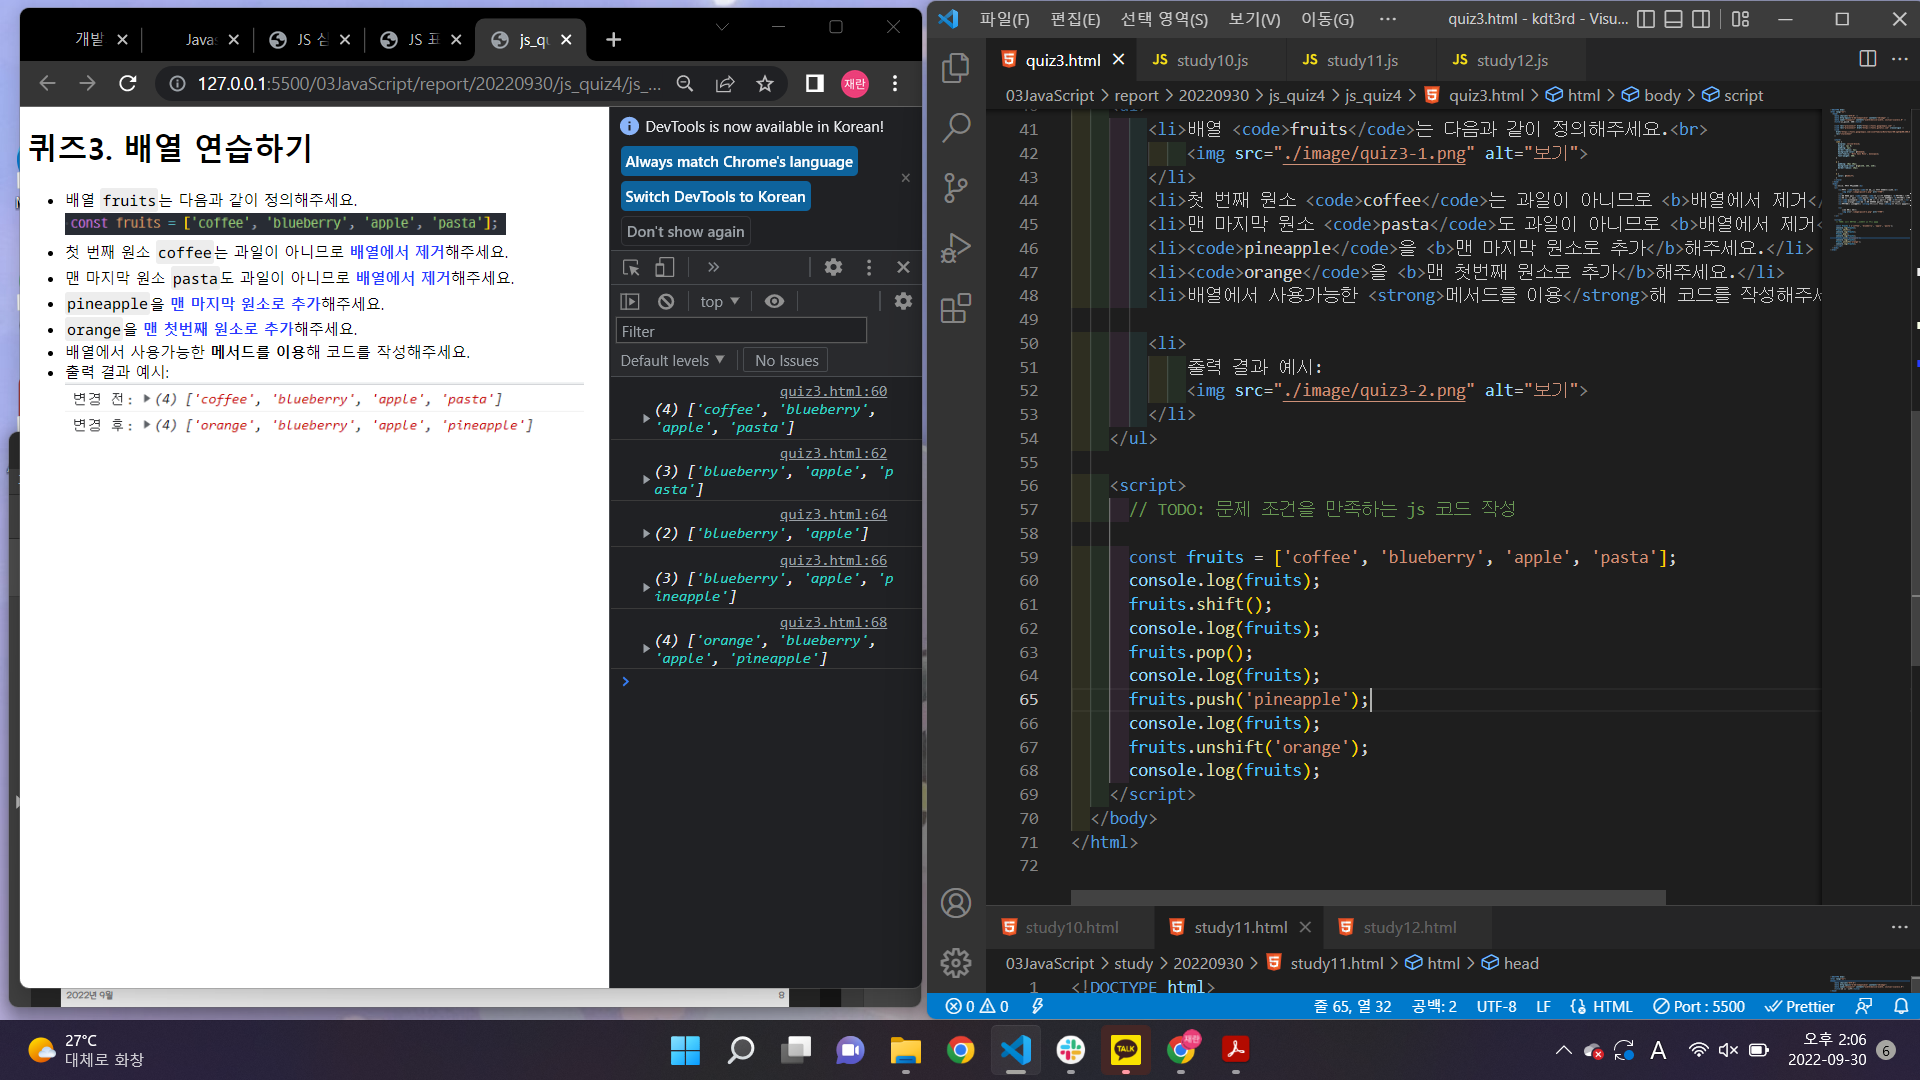 개발
Javas
JS 심
JS 표
js_qu
127.0.0.1:5500/03JavaScript/report/20220930/js_quiz4/js_...
재란
퀴즈3. 배열 연습하기
배열 fruits는 다음과 같이 정의해주세요.
const fruits = ['coffee', 'blueberry', 'apple', 'pasta'];
첫 번째 원소 coffee는 과일이 아니므로 배열에서 제거해주세요.
맨 마지막 원소 pasta도 과일이 아니므로 배열에서 제거해주세요.
pineapple을 맨 마지막 원소로 추가해주세요.
orange을 맨 첫번째 원소로 추가해주세요.
배열에서 사용가능한 메서드를 이용해 코드를 작성해주세요.
출력 결과 예시:
변경 전: ▶(4) ['coffee', 'blueberry', 'apple', 'pasta']
변경 후: ▶(4) ['orange', 'blueberry', 'apple', 'pineapple']
2022년 9월
DevTools is now available in Korean!
Always match Chrome's language
Switch DevTools to Korean
Don't show again
top
Filter
Default levels
No Issues
quiz3.html:60
(4) ['coffee', 'blueberry',
'apple', 'pasta']
quiz3.html:62
(3) ['blueberry', 'apple', 'p
asta']
quiz3.html:64
(2) ['blueberry', 'apple']
quiz3.html:66
(3) ['blueberry', 'apple', 'p
ineapple']
quiz3.html:68
(4) ['orange', 'blueberry',
'apple', 'pineapple']
파일(F) 편집(E) 선택 영역(S) 보기(V) 이동(G) ··· quiz3.html - kdt3rd - Visu...
quiz3.html
JS study10.js
JS study11.js
JS study12.js
03JavaScript > report > 20220930 > js_quiz4 > js_quiz4 > quiz3.html > html > body > script
41 <li>배열 <code>fruits</code>는 다음과 같이 정의해주세요.<br>
42 <img src="./image/quiz3-1.png" alt="보기">
43 </li>
44 <li>첫 번째 원소 <code>coffee</code>는 과일이 아니므로 <b>배열에서 제거</
45 <li>맨 마지막 원소 <code>pasta</code>도 과일이 아니므로 <b>배열에서 제거<
46 <li><code>pineapple</code>을 <b>맨 마지막 원소로 추가</b>해주세요.</li>
47 <li><code>orange</code>을 <b>맨 첫번째 원소로 추가</b>해주세요.</li>
48 <li>배열에서 사용가능한 <strong>메서드를 이용</strong>해 코드를 작성해주세
49
50 <li>
51 출력 결과 예시:
52 <img src="./image/quiz3-2.png" alt="보기">
53 </li>
54 </ul>
55
56 <script>
57 // TODO: 문제 조건을 만족하는 js 코드 작성
58
59 const fruits = ['coffee', 'blueberry', 'apple', 'pasta'];
60 console.log(fruits);
61 fruits.shift();
62 console.log(fruits);
63 fruits.pop();
64 console.log(fruits);
65 fruits.push('pineapple');
66 console.log(fruits);
67 fruits.unshift('orange');
68 console.log(fruits);
69 </script>
70 </body>
71 </html>
72
study10.html
study11.html
study12.html
03JavaScript > study > 20220930 > study11.html > html > head
1 <!DOCTYPE html>
0 0 줄 65, 열 32 공백: 2 UTF-8 LF HTML Port : 5500 Prettier
27°C
대체로 화창
TALK
재란
A
오후 2:06
2022-09-30
6